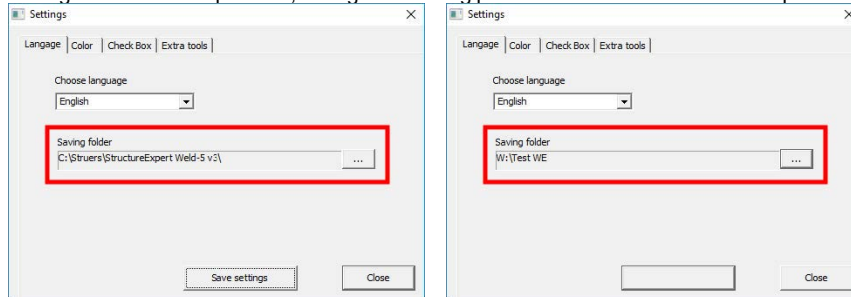 Settings
Langage Color Check Box Extra tools
Choose language
English
Saving folder
C:\Struers\StructureExpert Weld-5 v3\
...
Save settings
Close
Settings
Langage Color Check Box Extra tools
Choose language
English
Saving folder
W:\Test WE
...
Close